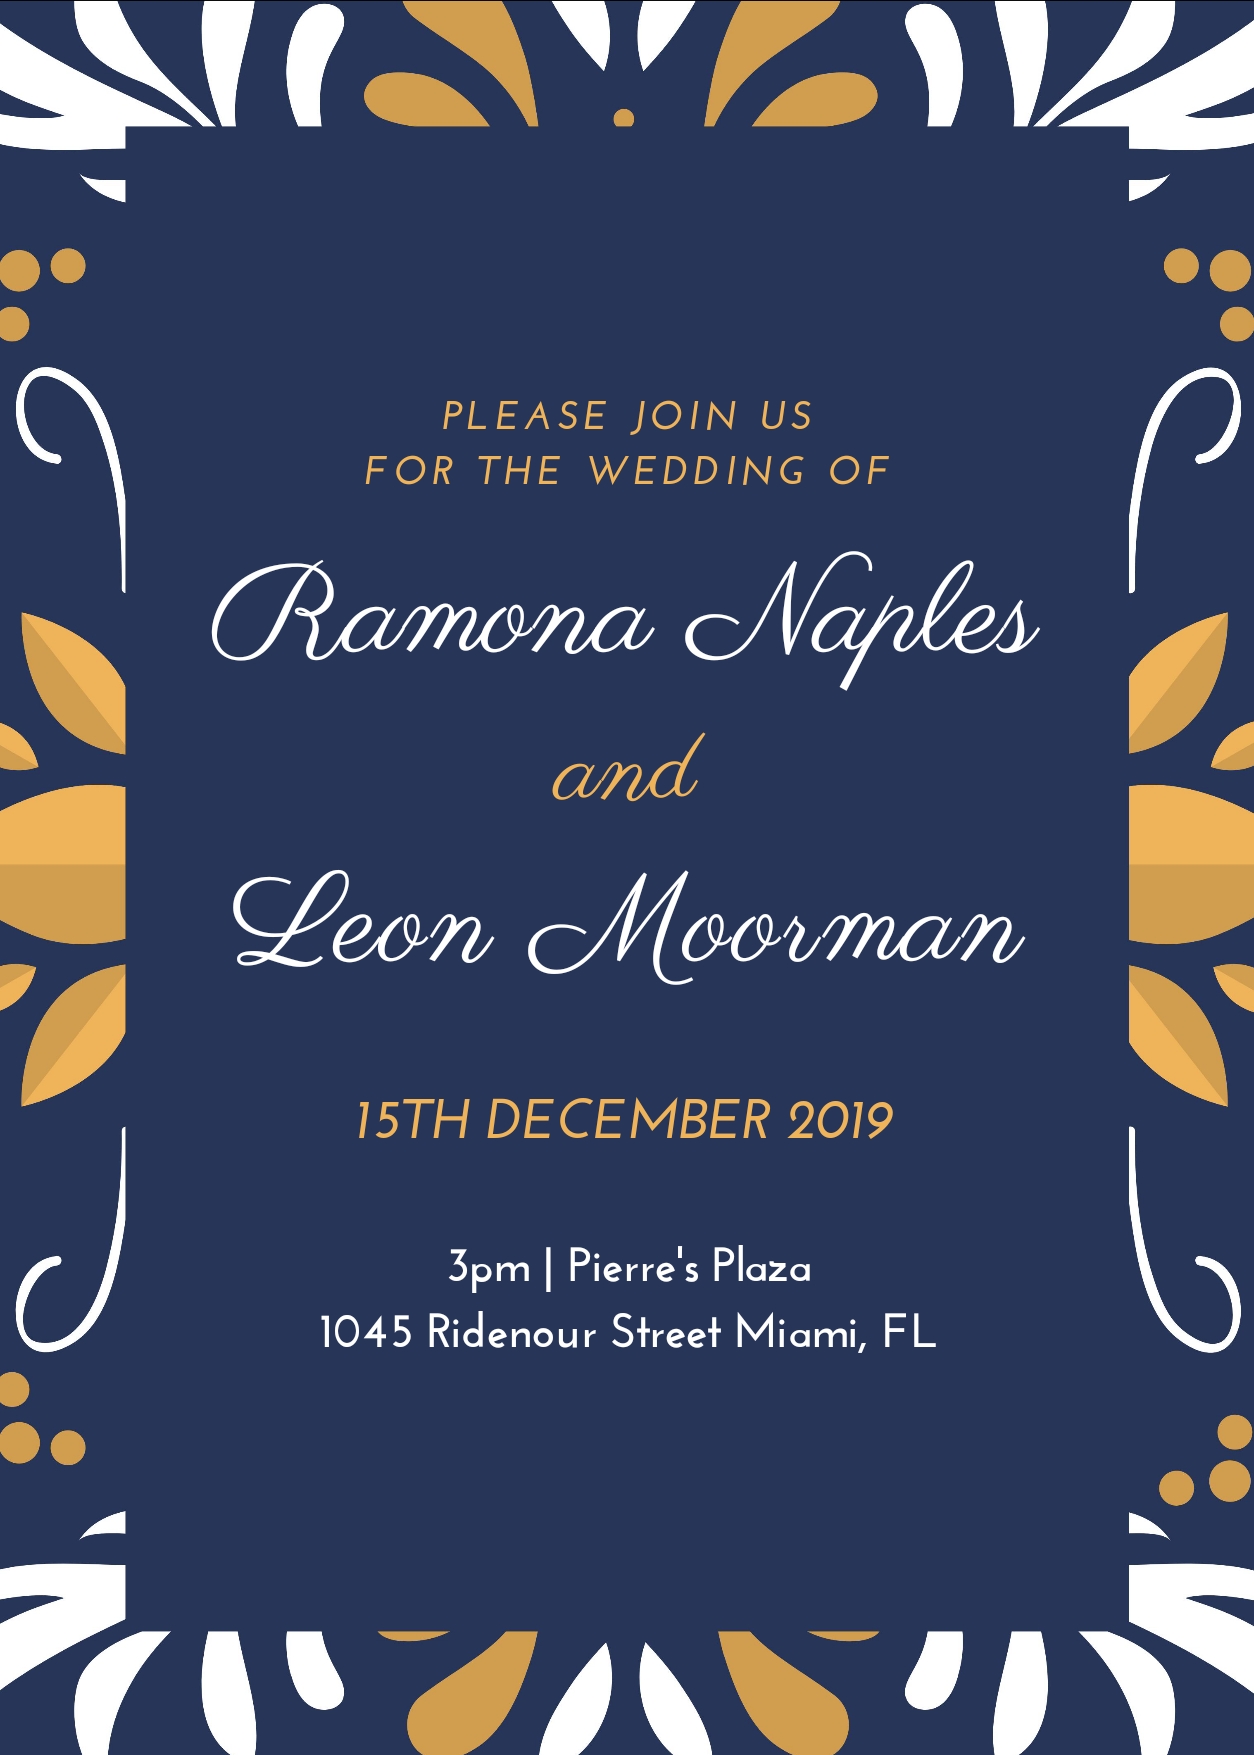 PLEASE JOIN US
FOR THE WEDDING OF
Ramona Naples
and
Leon Moorman
15TH DECEMBER 2019
3pm | Pierre's Plaza
1045 Ridenour Street Miami, FL